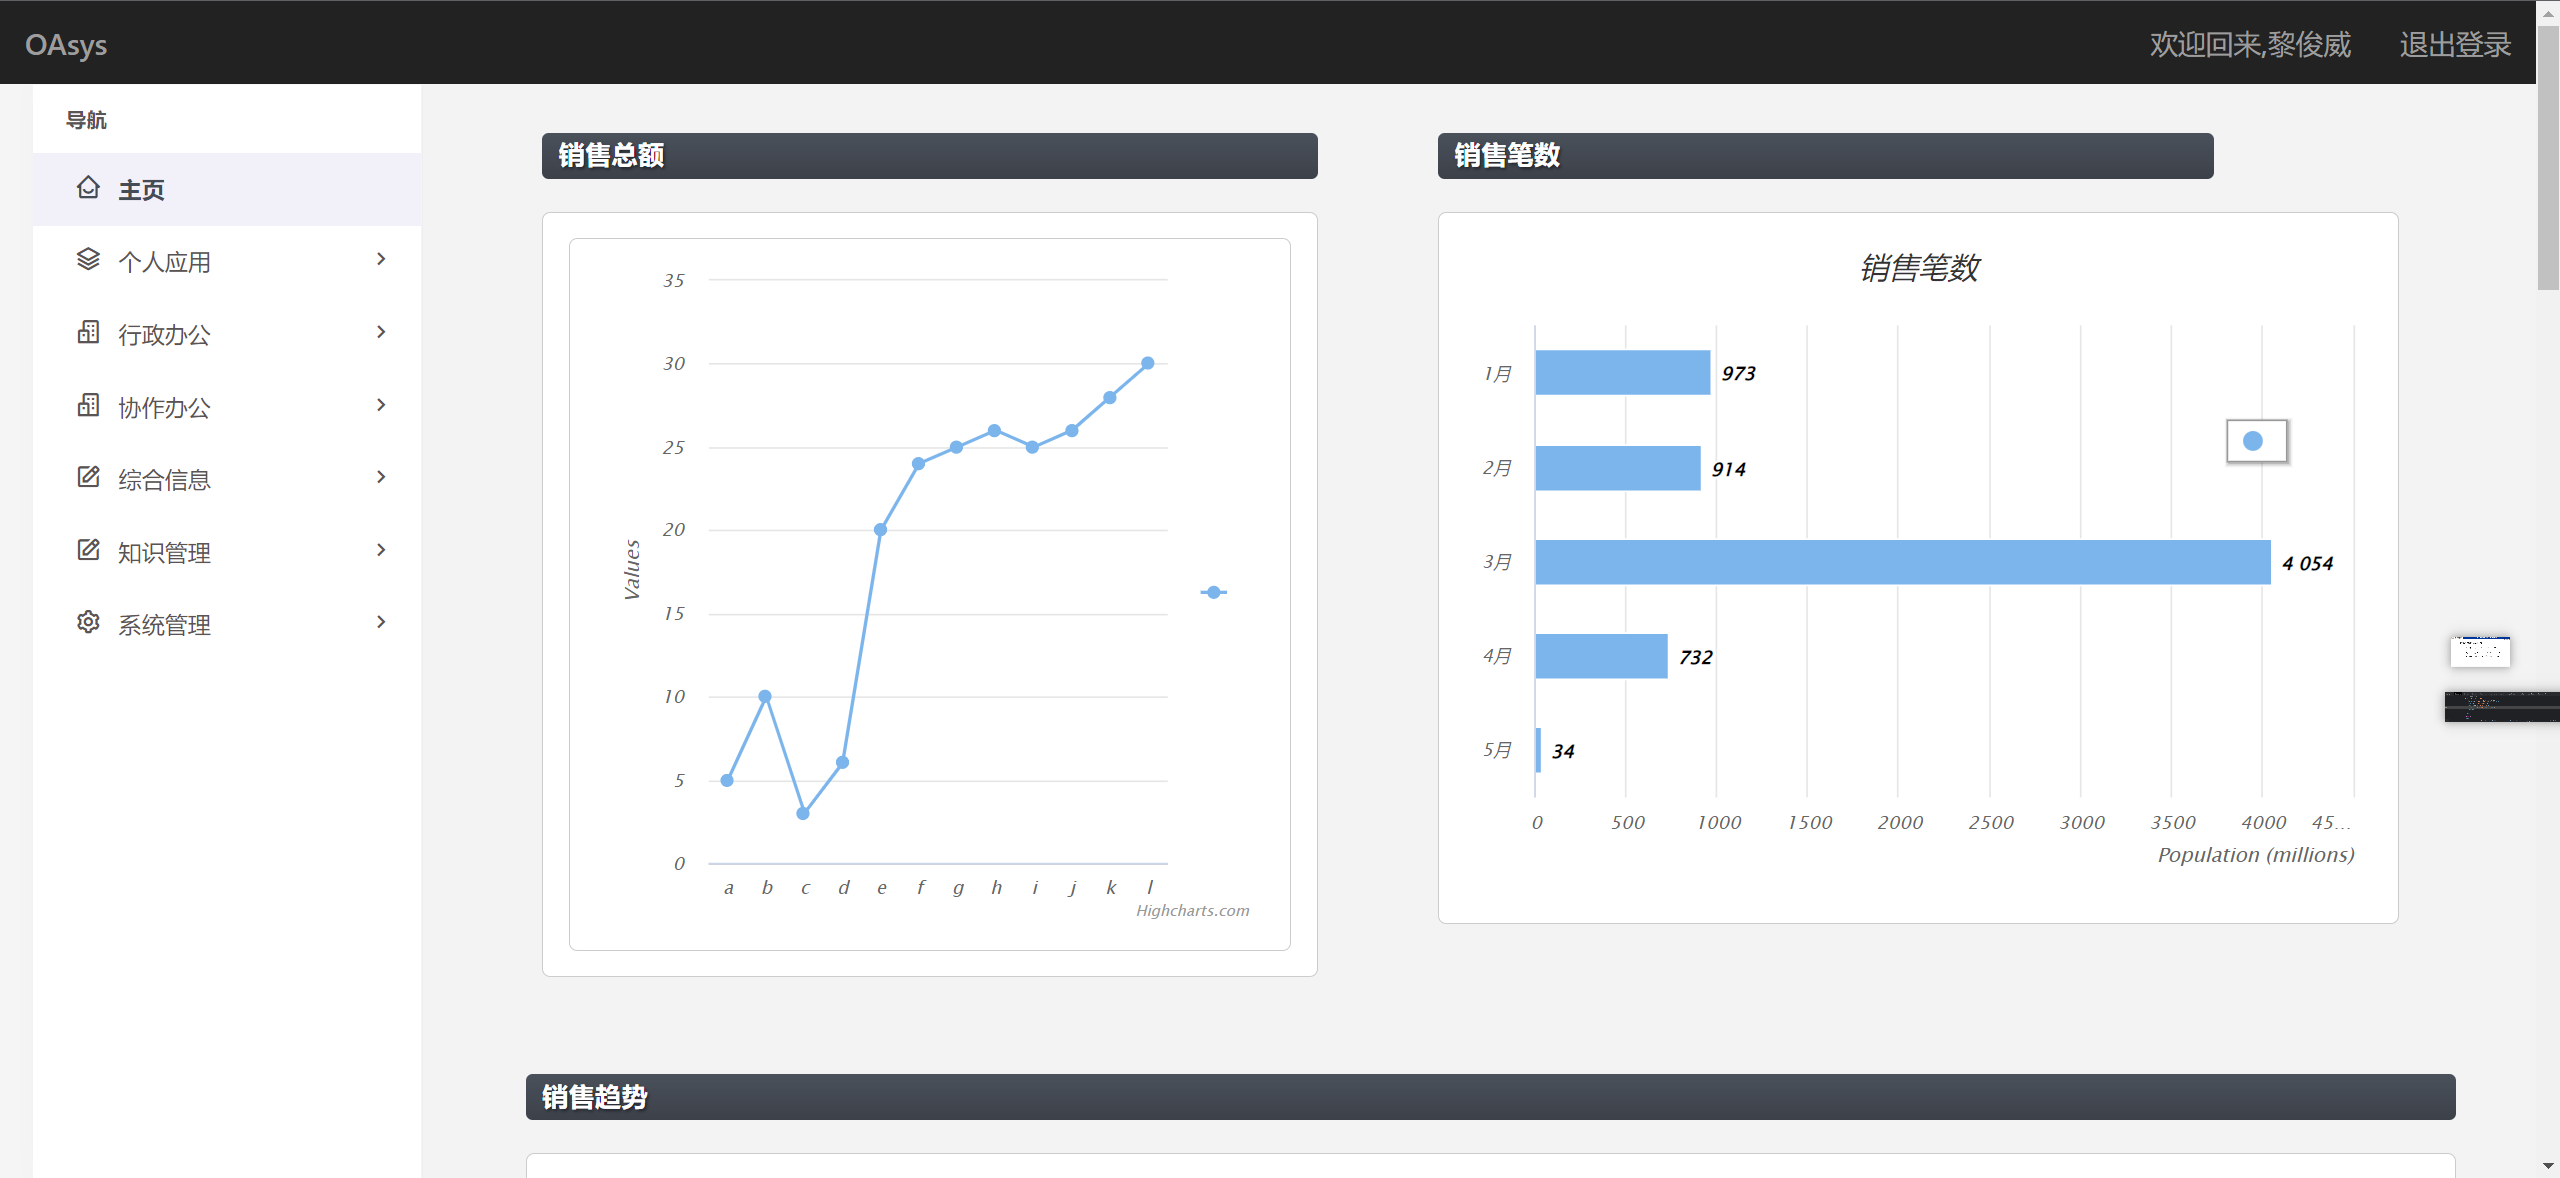 OAsys
欢迎回来,黎俊威
退出登录
导航
主页
个人应用
行政办公
协作办公
综合信息
知识管理
系统管理
销售总额
35
30
25
20
15
10
5
0
Values
a b c d e f g h i j k l
Highcharts.com
销售笔数
销售笔数
1月 973
2月 914
3月 4 054
4月 732
5月 34
0 500 1000 1500 2000 2500 3000 3500 4000 45...
Population (millions)
销售趋势